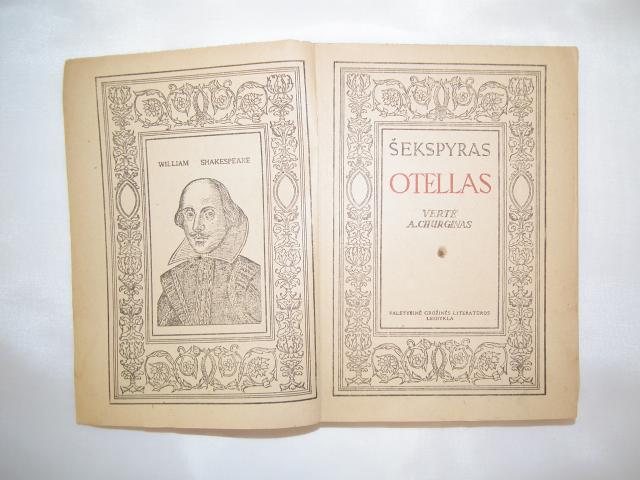 WILLIAM SHAKESPEARE
ŠEKSPYRAS
OTELLAS
VERTĖ
A. CHURGINAS
VALSTYBINĖ GROŽINĖS LITERATŪROS
LEIDYKLA